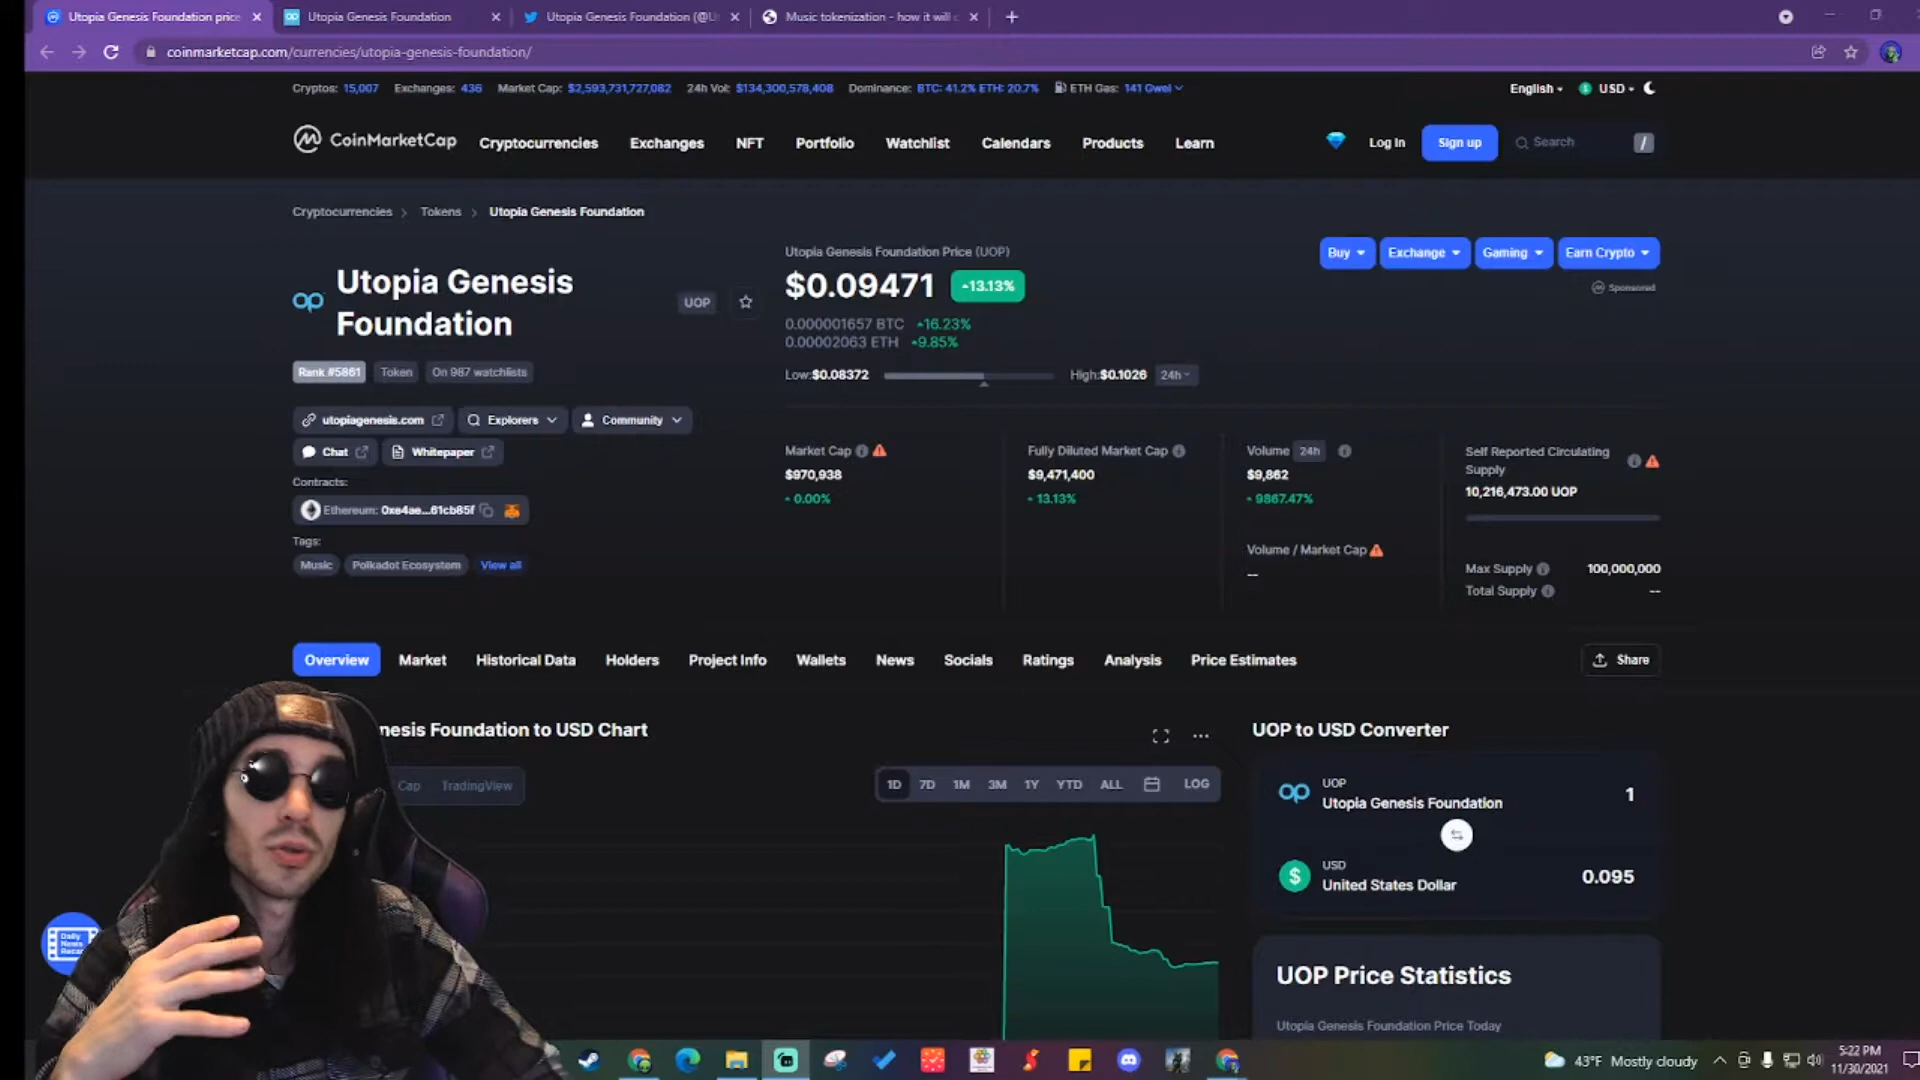 Utopia Genesis Foundation price
Utopia Genesis Foundation
Utopia Genesis Foundation (@U
Music tokenization - how it will c
coinmarketcap.com/currencies/utopia-genesis-foundation/
Cryptos: 15,007 Exchanges: 436 Market Cap: $2,593,731,727,082 24h Vol: $134,300,578,408 Dominance: BTC: 41.2% ETH: 20.7% ETH Gas: 141 Gwei
English USD
CoinMarketCap Cryptocurrencies Exchanges NFT Portfolio Watchlist Calendars Products Learn Log In Sign up Search /
Cryptocurrencies Tokens Utopia Genesis Foundation
Utopia Genesis
Foundation
UOP
Rank #5861 Token On 987 watchlists
utopiagenesis.com Explorers Community
Chat Whitepaper
Contracts:
Ethereum: 0xe4ae...61cb85f
Tags:
Music Polkadot Ecosystem View all
Utopia Genesis Foundation Price (UOP)
$0.09471 13.13%
0.000001657 BTC 16.23%
0.00002063 ETH 9.85%
Low:$0.08372 High:$0.1026 24h
Buy Exchange Gaming Earn Crypto
Sponsored
Market Cap
$970,938
0.00%
Fully Diluted Market Cap
$9,471,400
13.13%
Volume 24h
$9,862
9867.47%
Volume / Market Cap
--
Self Reported Circulating
Supply
10,216,473.00 UOP
Max Supply 100,000,000
Total Supply --
Overview Market Historical Data Holders Project Info Wallets News Socials Ratings Analysis Price Estimates Share
nesis Foundation to USD Chart
Cap TradingView
1D 7D 1M 3M 1Y YTD ALL LOG
UOP to USD Converter
UOP
Utopia Genesis Foundation 1
USD
United States Dollar 0.095
UOP Price Statistics
Utopia Genesis Foundation Price Today
Daily
News
Recap
43°F Mostly cloudy
5:22 PM
11/30/2021